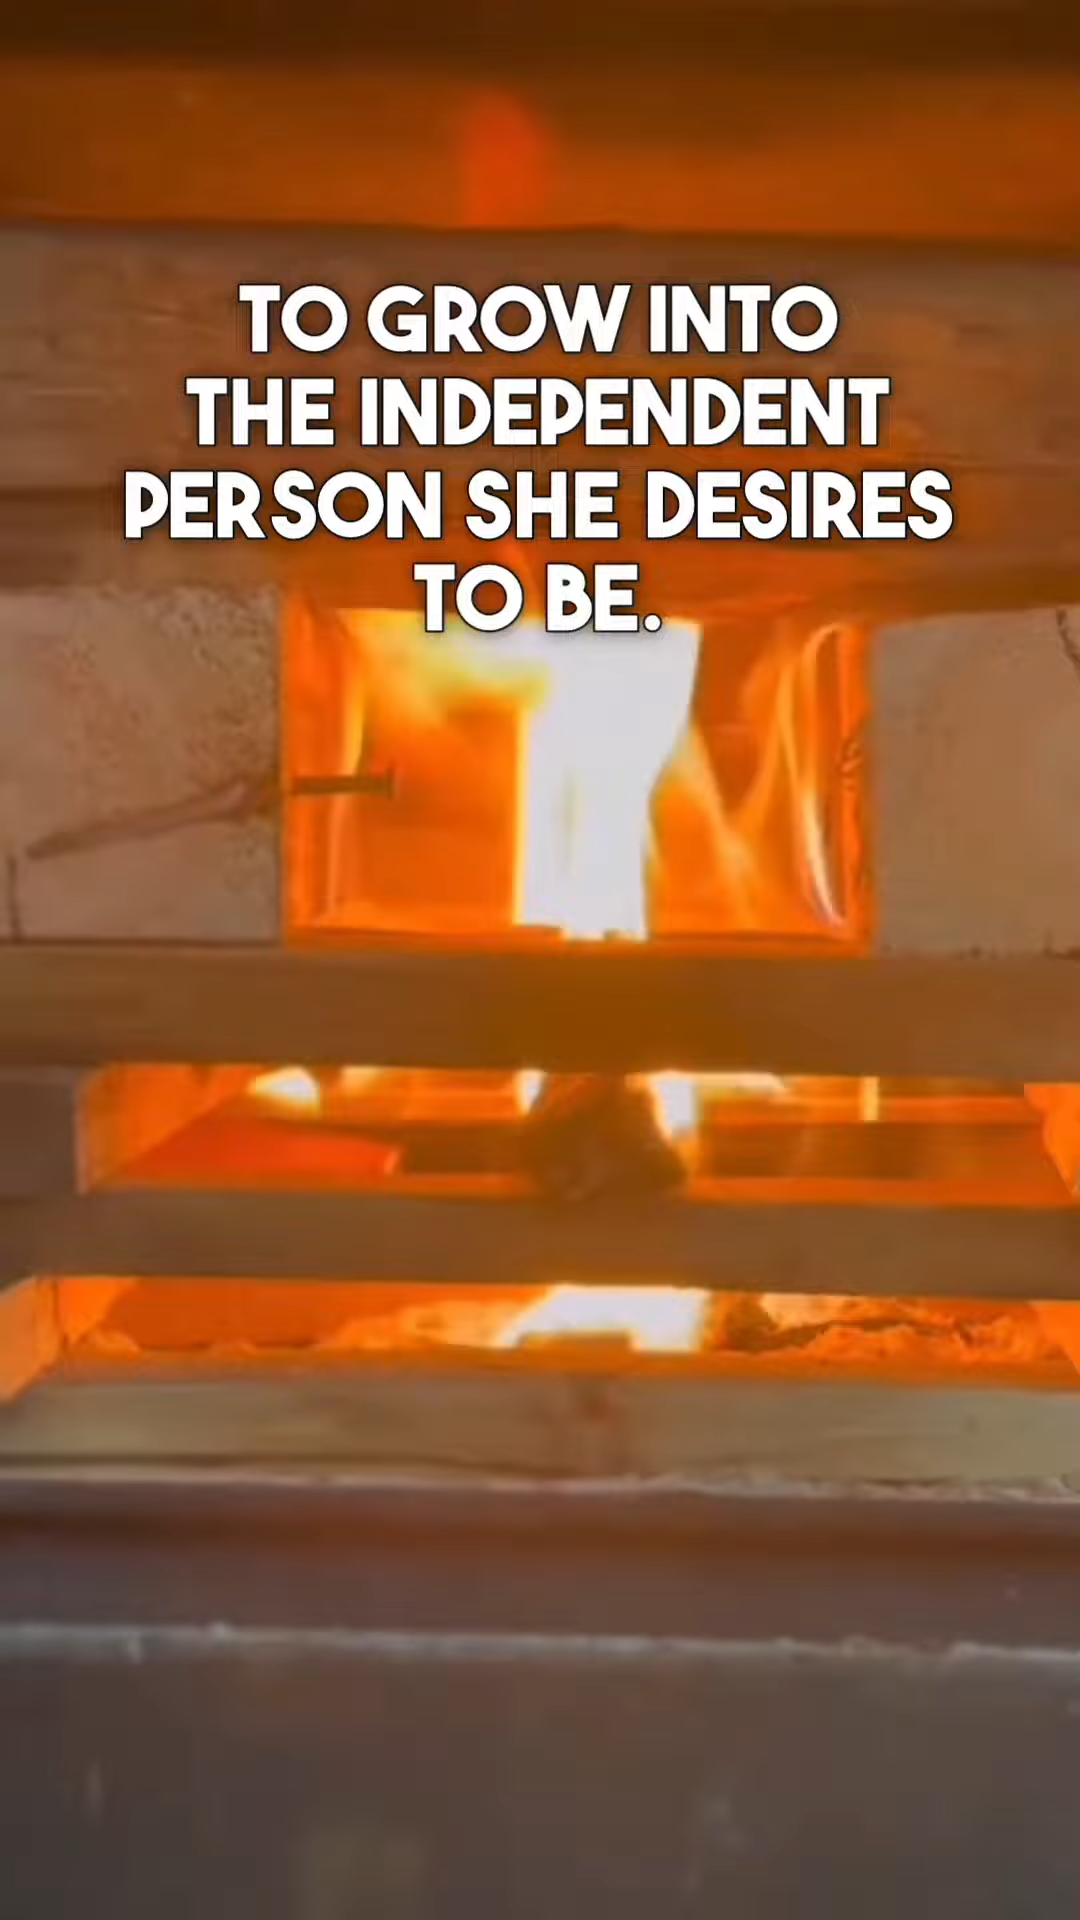 TO GROW INTO
THE INDEPENDENT
PERSON SHE DESIRES
TO BE.